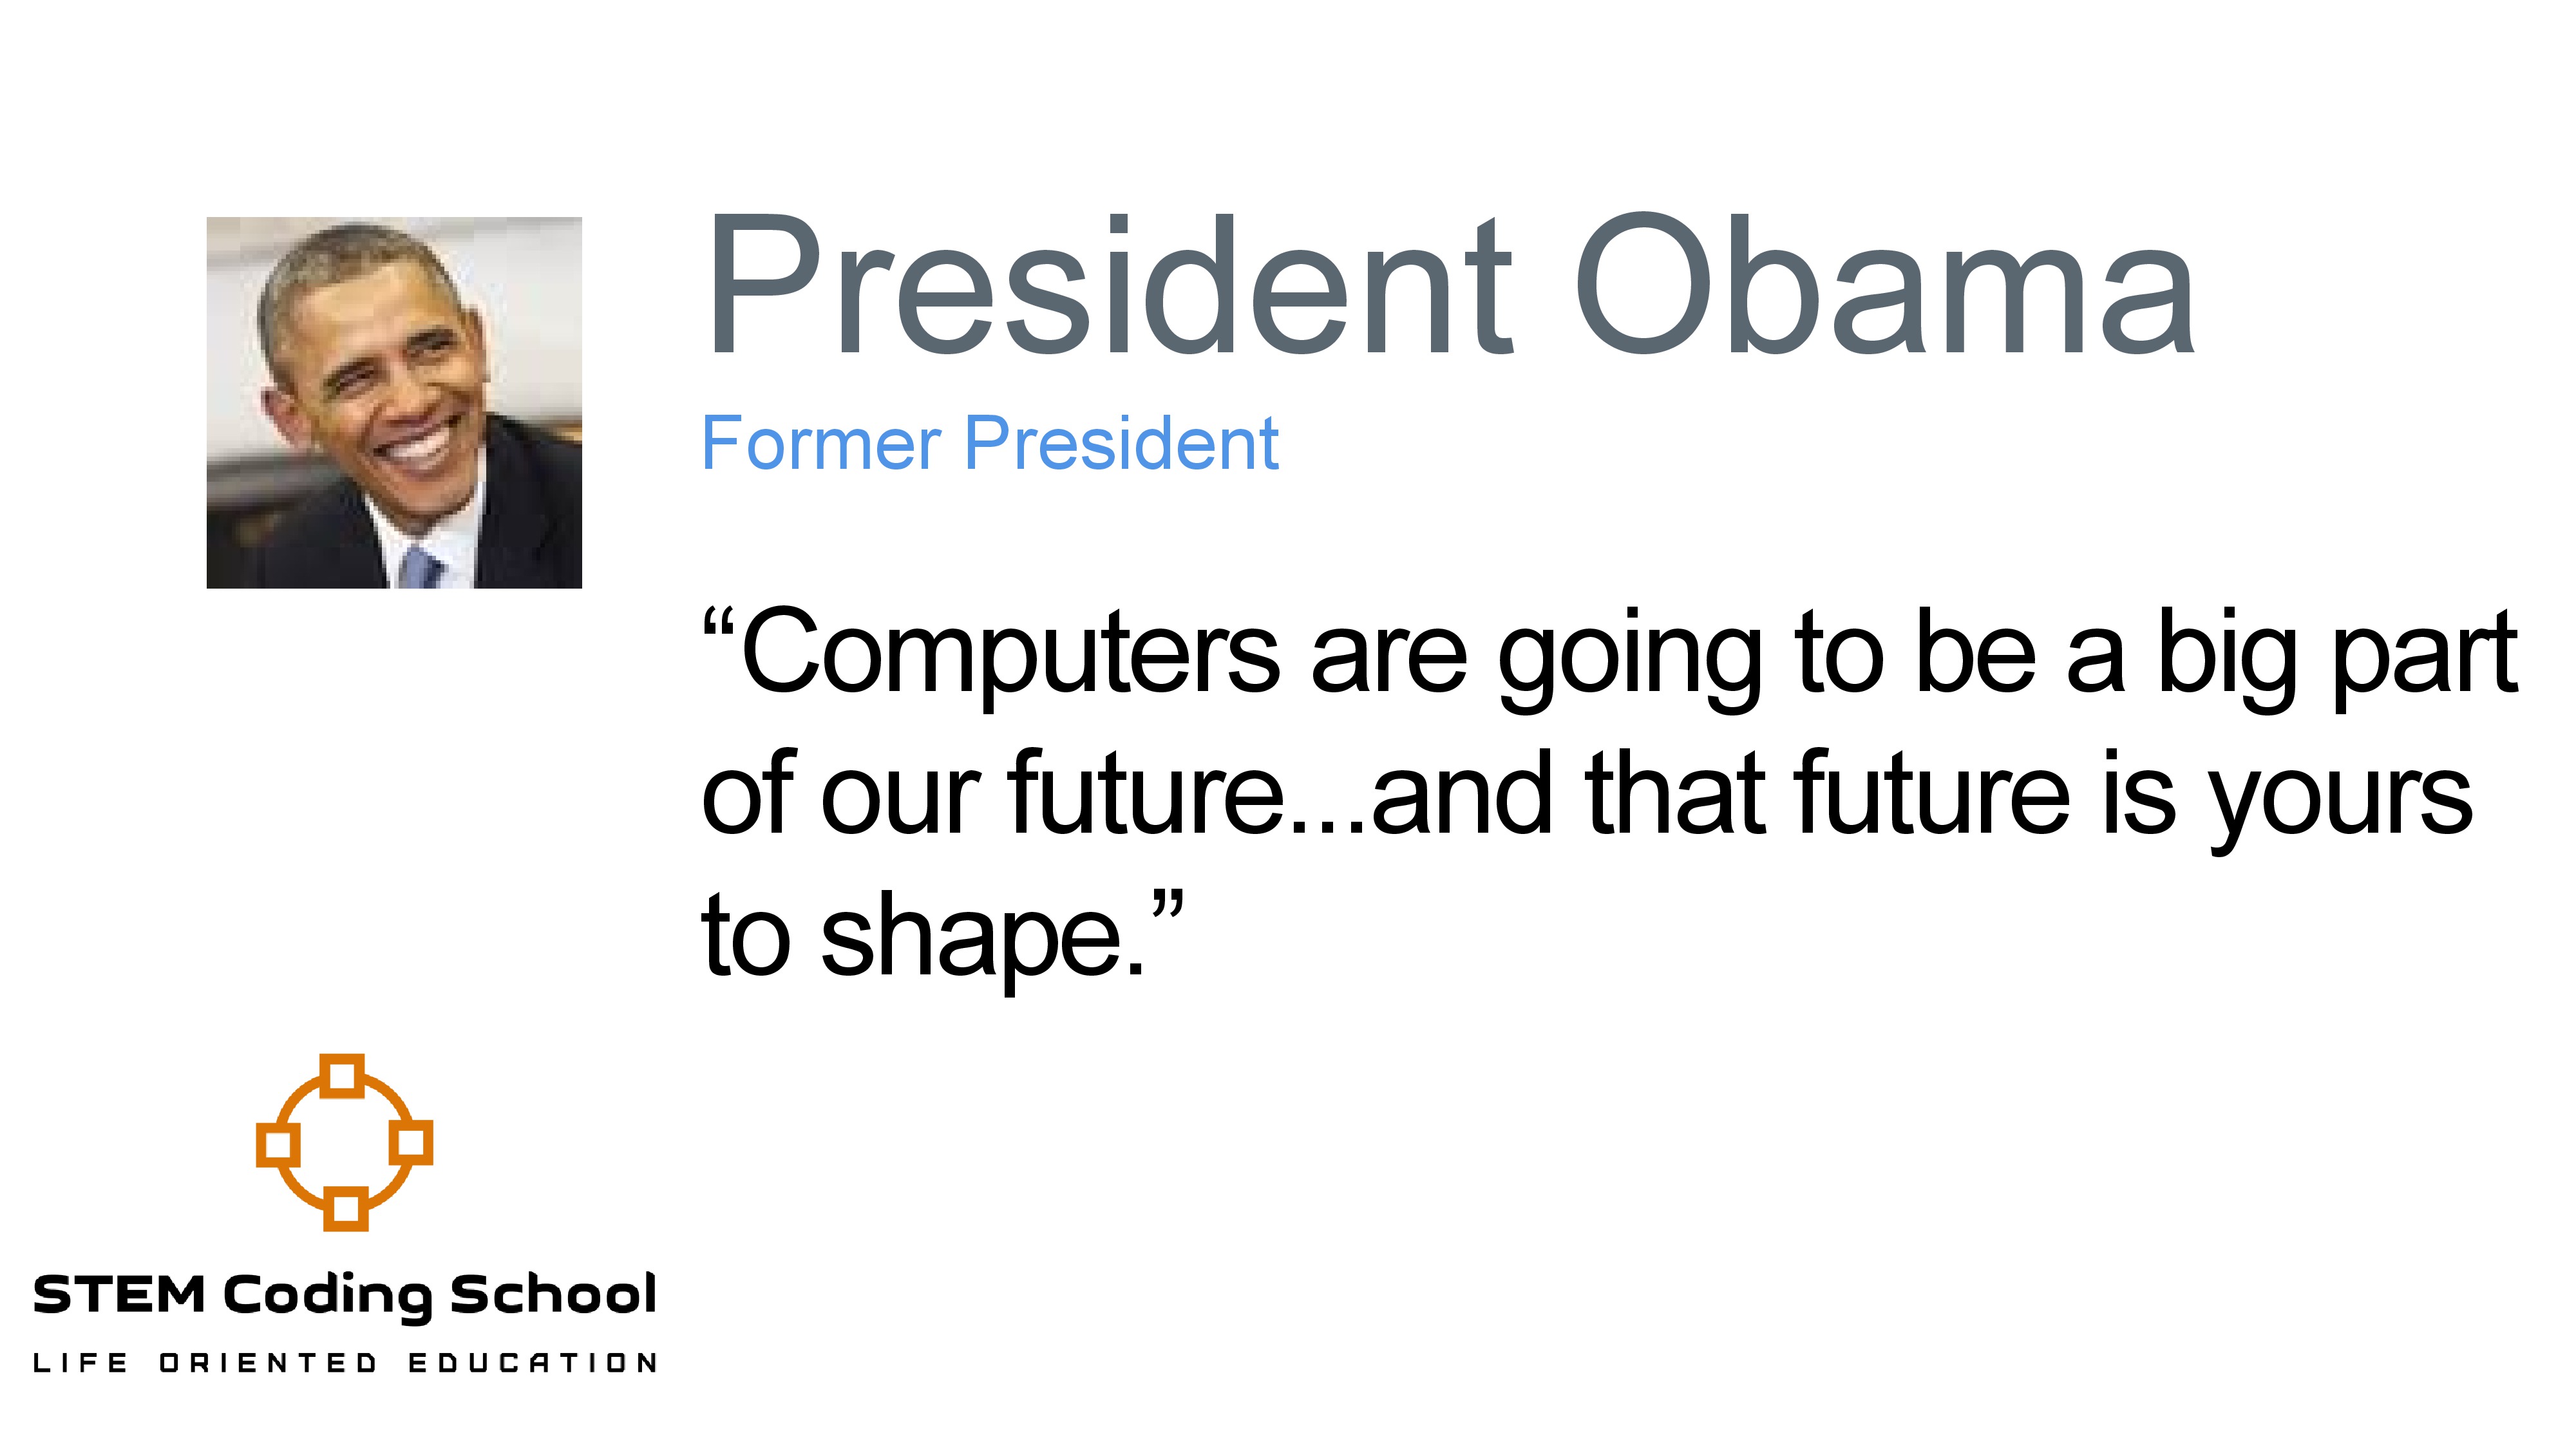 President Obama
Former President
“Computers are going to be a big part
of our future...and that future is yours
to shape.”
STEM Coding School
LIFE ORIENTED EDUCATION